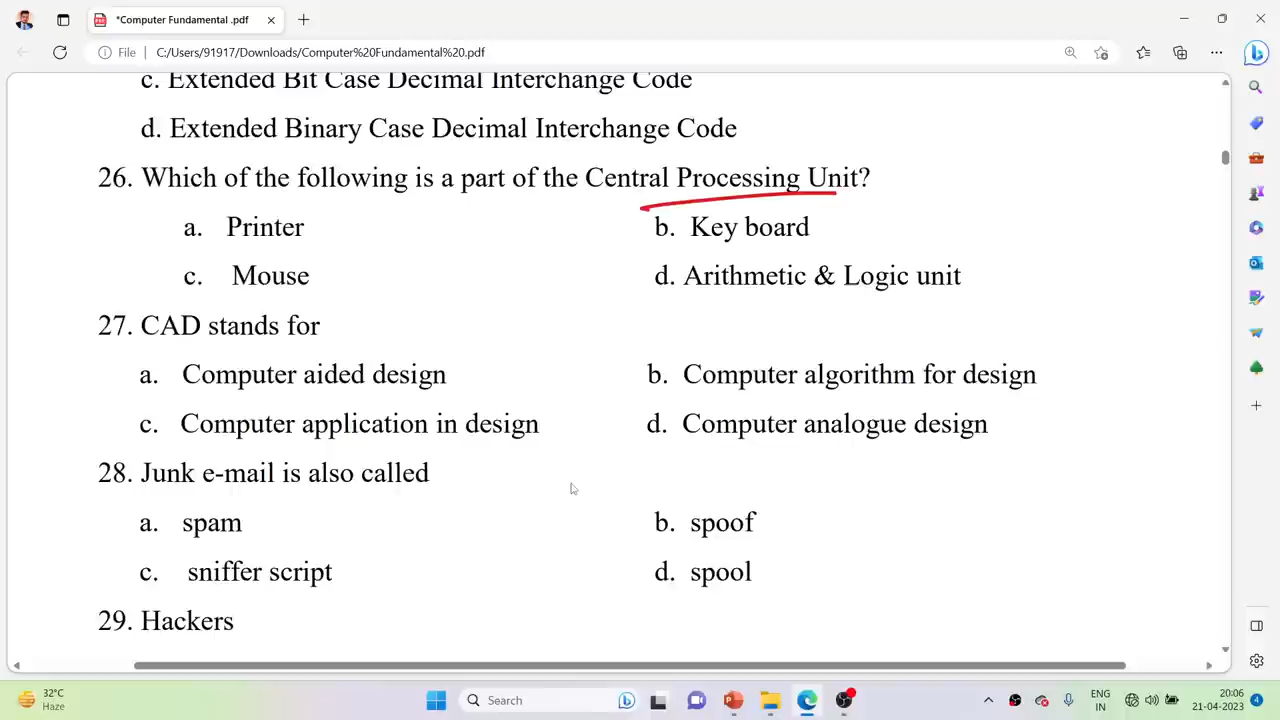 *Computer Fundamental .pdf
File
C:/Users/91917/Downloads/Computer%20Fundamental%20.pdf
c. Extended Bit Case Decimal Interchange Code
d. Extended Binary Case Decimal Interchange Code
26. Which of the following is a part of the Central Processing Unit?
a. Printer b. Key board
c. Mouse d. Arithmetic & Logic unit
27. CAD stands for
a. Computer aided design b. Computer algorithm for design
c. Computer application in design d. Computer analogue design
28. Junk e-mail is also called
a. spam b. spoof
c. sniffer script d. spool
29. Hackers
32°C
Haze
Search
ENG
IN
20:06
21-04-2023
4